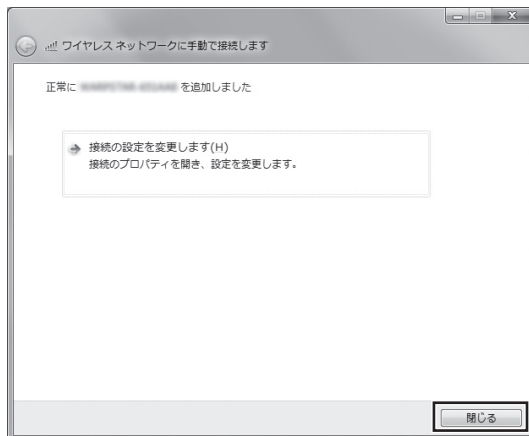 ワイヤレス ネットワークに手動で接続します
正常に を追加しました
接続の設定を変更します(H)
接続のプロパティを開き、設定を変更します。
閉じる